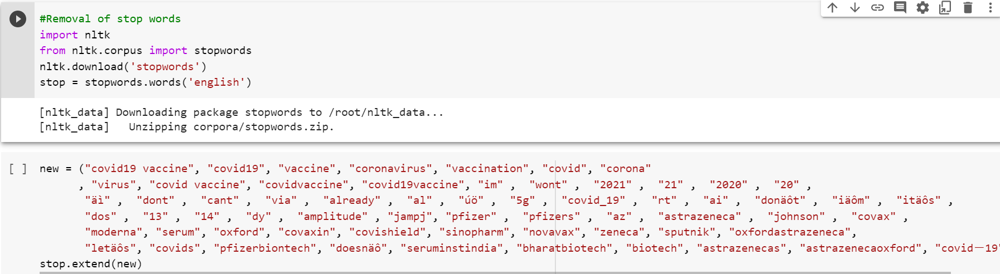 #Removal of stop words
import nltk
from nltk.corpus import stopwords
nltk.download('stopwords')
stop = stopwords.words('english')
[nltk_data] Downloading package stopwords to /root/nltk_data...
[nltk_data]   Unzipping corpora/stopwords.zip.
[ ] new = ("covid19 vaccine", "covid19", "vaccine", "coronavirus", "vaccination", "covid", "corona"
, "virus", "covid vaccine", "covidvaccine", "covid19vaccine", "im" , "wont" , "2021" , "21" , "2020" , "20" ,
"äì" , "dont" , "cant" , "via" , "already" , "al" , "úö" , "5g" , "covid_19" , "rt" , "ai" , "donäôt" , "iäôm" , "itäôs" ,
"dos" , "13" , "14" , "dy" , "amplitude" , "jampj", "pfizer" , "pfizers" , "az" , "astrazeneca" , "johnson" , "covax" ,
"moderna", "serum", "oxford", "covaxin", "covishield", "sinopharm", "novavax", "zeneca", "sputnik", "oxfordastrazeneca",
"letäôs", "covids", "pfizerbiontech", "doesnäô", "seruminstindia", "bharatbiotech", "biotech", "astrazenecas", "astrazenecaoxford", "covid－19"
stop.extend(new)